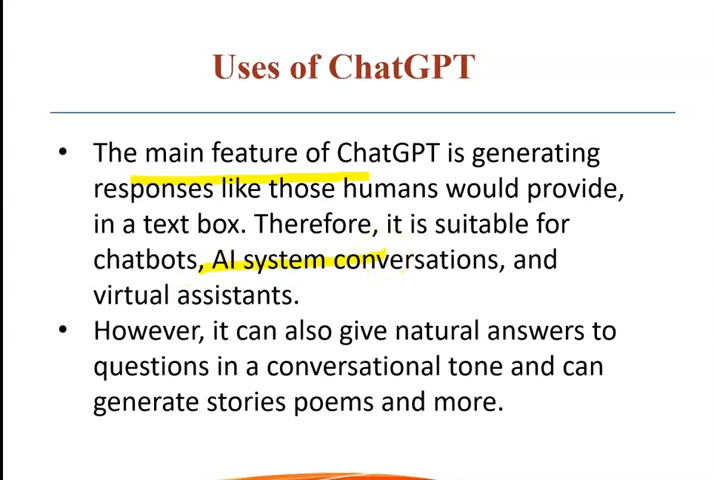 Uses of ChatGPT
• The main feature of ChatGPT is generating
responses like those humans would provide,
in a text box. Therefore, it is suitable for
chatbots, AI system conversations, and
virtual assistants.
• However, it can also give natural answers to
questions in a conversational tone and can
generate stories poems and more.